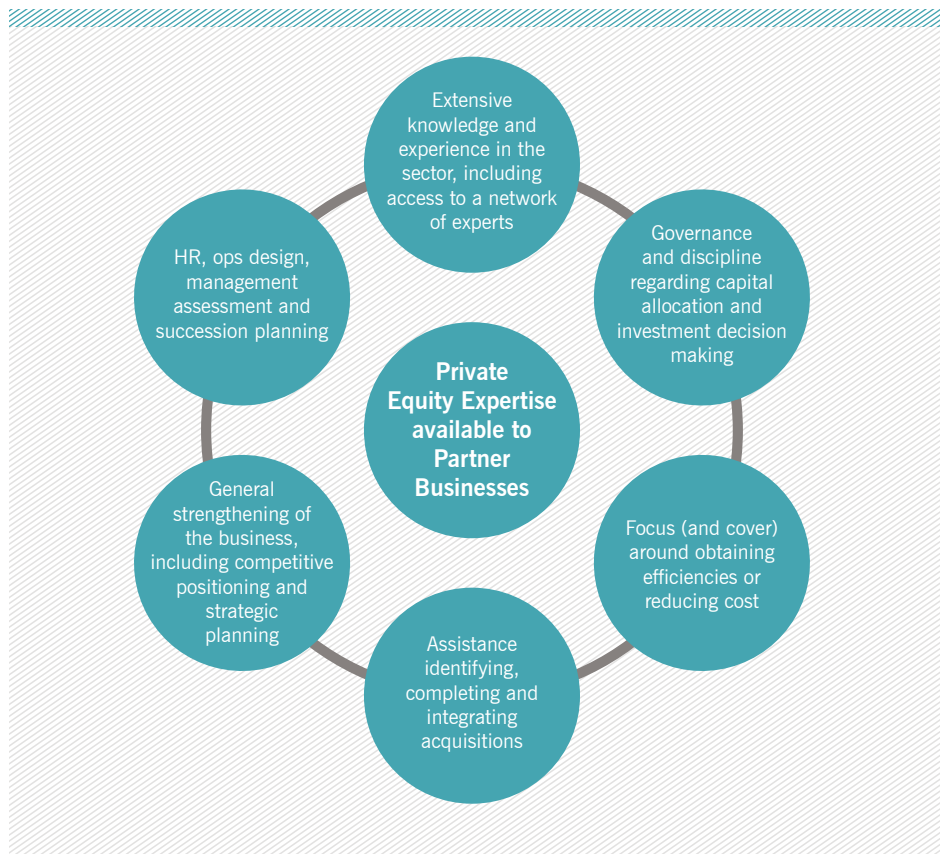 Extensive
knowledge and
experience in the
sector, including
access to a network
of experts
Governance
and discipline
regarding capital
allocation and
investment decision
making
Focus (and cover)
around obtaining
efficiencies or
reducing cost
Assistance
identifying,
completing and
integrating
acquisitions
General
strengthening of
the business,
including competitive
positioning and
strategic
planning
HR, ops design,
management
assessment and
succession planning
Private
Equity Expertise
available to
Partner
Businesses